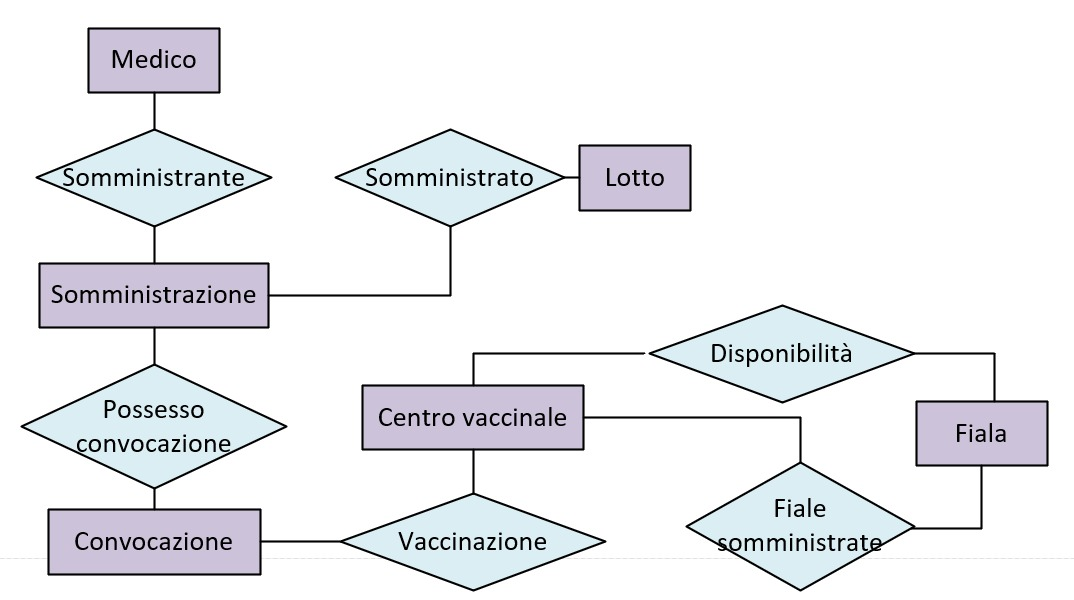 Medico
Somministrante
Somministrato
Lotto
Somministrazione
Disponibilità
Possesso
convocazione
Centro vaccinale
Fiala
Fiale
somministrate
Convocazione
Vaccinazione